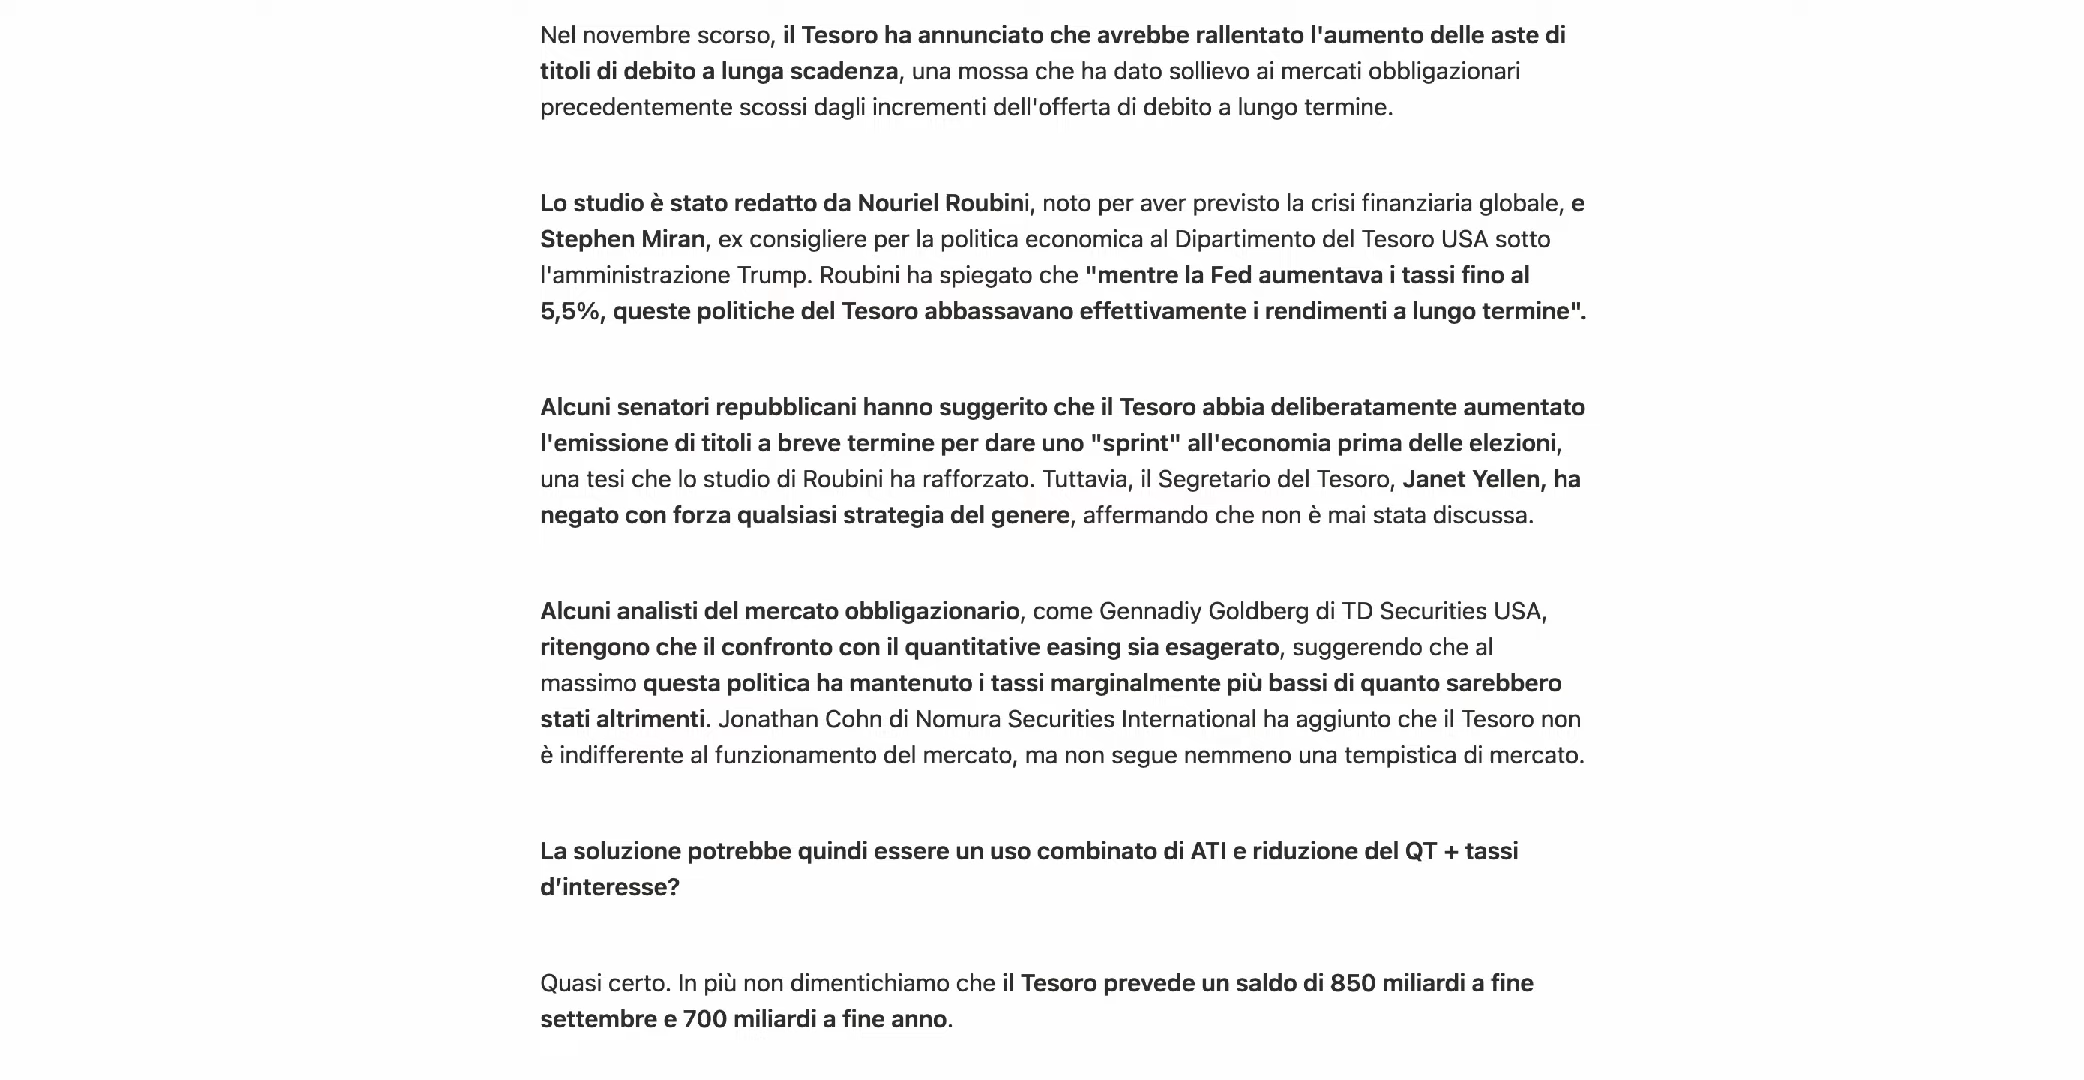 Nel novembre scorso, il Tesoro ha annunciato che avrebbe rallentato l'aumento delle aste di
titoli di debito a lunga scadenza, una mossa che ha dato sollievo ai mercati obbligazionari
precedentemente scossi dagli incrementi dell'offerta di debito a lungo termine.
Lo studio è stato redatto da Nouriel Roubini, noto per aver previsto la crisi finanziaria globale, e
Stephen Miran, ex consigliere per la politica economica al Dipartimento del Tesoro USA sotto
l'amministrazione Trump. Roubini ha spiegato che "mentre la Fed aumentava i tassi fino al
5,5%, queste politiche del Tesoro abbassavano effettivamente i rendimenti a lungo termine".
Alcuni senatori repubblicani hanno suggerito che il Tesoro abbia deliberatamente aumentato
l'emissione di titoli a breve termine per dare uno "sprint" all'economia prima delle elezioni,
una tesi che lo studio di Roubini ha rafforzato. Tuttavia, il Segretario del Tesoro, Janet Yellen, ha
negato con forza qualsiasi strategia del genere, affermando che non è mai stata discussa.
Alcuni analisti del mercato obbligazionario, come Gennadiy Goldberg di TD Securities USA,
ritengono che il confronto con il quantitative easing sia esagerato, suggerendo che al
massimo questa politica ha mantenuto i tassi marginalmente più bassi di quanto sarebbero
stati altrimenti. Jonathan Cohn di Nomura Securities International ha aggiunto che il Tesoro non
è indifferente al funzionamento del mercato, ma non segue nemmeno una tempistica di mercato.
La soluzione potrebbe quindi essere un uso combinato di ATI e riduzione del QT + tassi
d'interesse?
Quasi certo. In più non dimentichiamo che il Tesoro prevede un saldo di 850 miliardi a fine
settembre e 700 miliardi a fine anno.